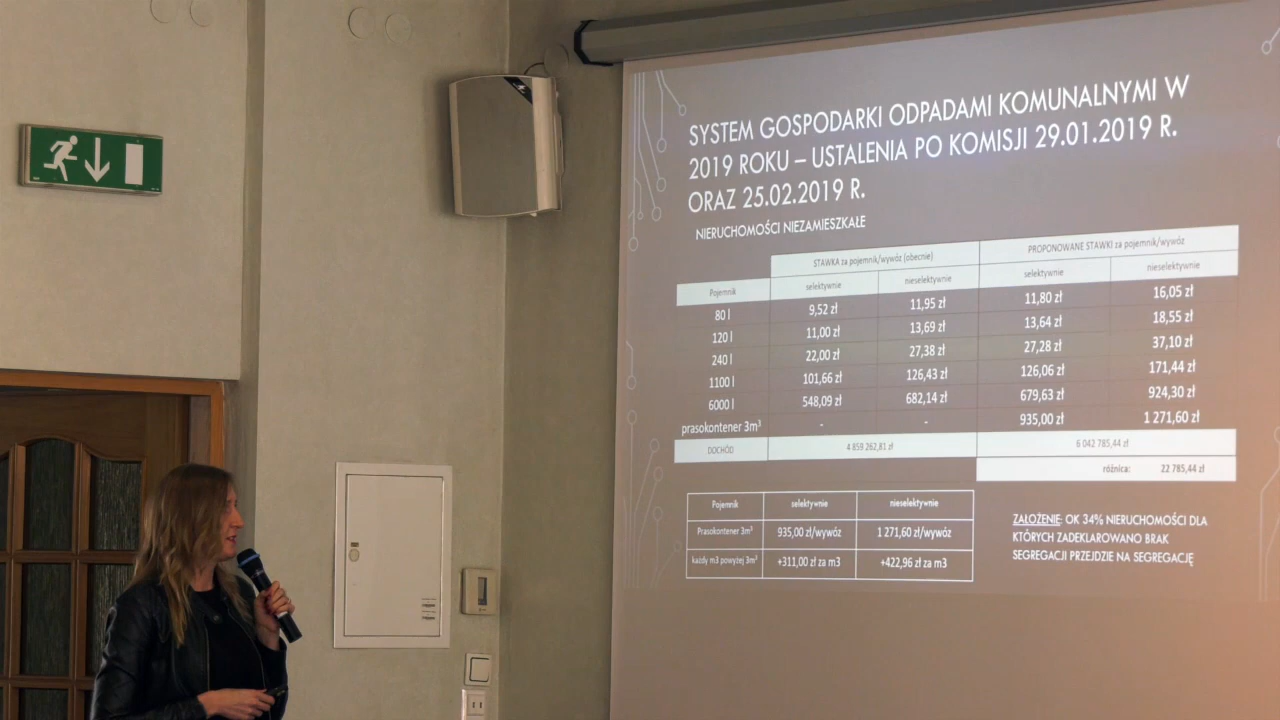 SYSTEM GOSPODARKI ODPADAMI KOMUNALNYMI W
2019 ROKU – USTALENIA PO KOMISJI 29.01.2019 R.
ORAZ 25.02.2019 R.
NIERUCHOMOŚCI NIEZAMIESZKAŁE
STAWKA za pojemnik/wywóz (obecnie) PROPONOWANE STAWKI za pojemnik/wywóz
Pojemnik selektywnie nieselektywnie selektywnie nieselektywnie
80 l 9,52 zł 11,95 zł 11,80 zł 16,05 zł
120 l 11,00 zł 13,69 zł 13,64 zł 18,55 zł
240 l 22,00 zł 27,38 zł 27,28 zł 37,10 zł
1100 l 101,66 zł 126,43 zł 126,06 zł 171,44 zł
6000 l 548,09 zł 682,14 zł 679,63 zł 924,30 zł
prasokontener 3m³ - - 935,00 zł 1 271,60 zł
DOCHÓD 4 859 262,81 zł 6 042 785,44 zł
różnica: 22 785,44 zł
Pojemnik selektywnie nieselektywnie
Prasokontener 3m³ 935,00 zł/wywóz 1 271,60 zł/wywóz
każdy m3 powyżej 3m³ +311,00 zł za m3 +422,96 zł za m3
ZAŁOŻENIE: OK 34% NIERUCHOMOŚCI DLA
KTÓRYCH ZADEKLAROWANO BRAK
SEGREGACJI PRZEJDZIE NA SEGREGACJĘ